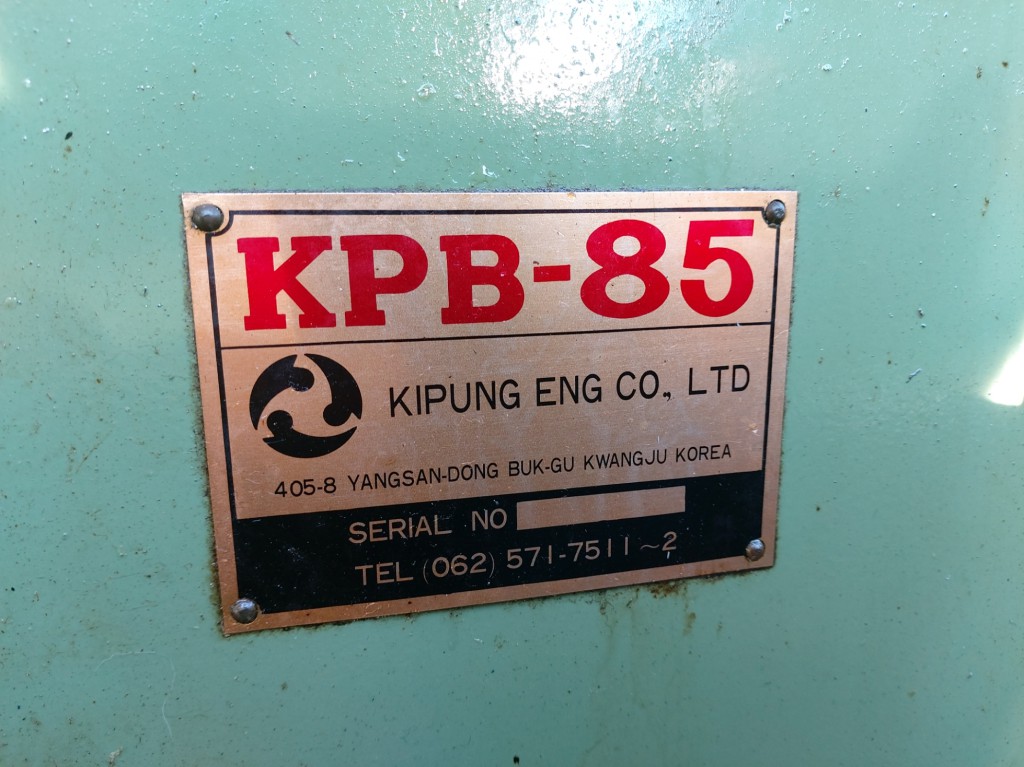 KPB-85
KIPUNG ENG CO., LTD
405-8 YANGSAN-DONG BUK-GU KWANGJU KOREA
SERIAL NO
TEL (062) 571-7511~2